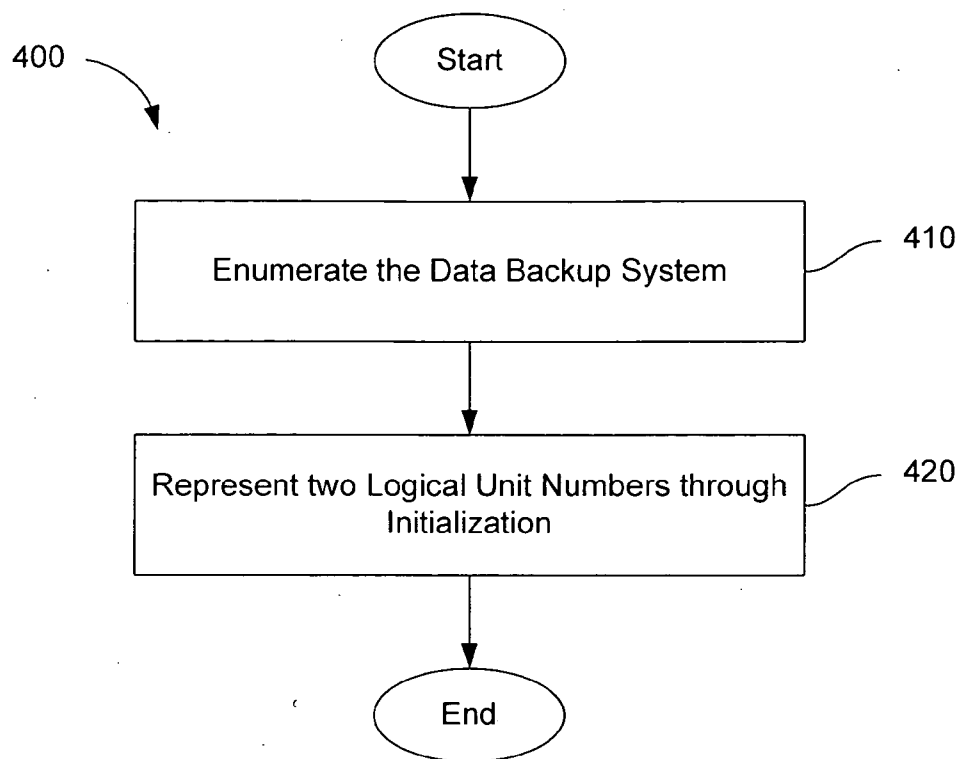 400
Start
Enumerate the Data Backup System
410
Represent two Logical Unit Numbers through
Initialization
420
End